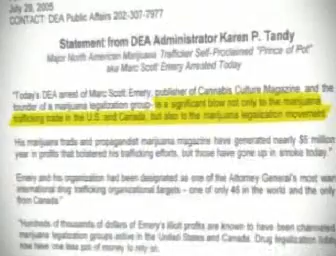 July 29, 2005
CONTACT: DEA Public Affairs 202-307-7977
Statement from DEA Administrator Karen P. Tandy
Major North American Marijuana Trafficker Self-Proclaimed "Prince of Pot"
aka Marc Scott Emery Arrested Today
"Today's DEA arrest of Marc Scott Emery, publisher of Cannabis Culture Magazine, and the
founder of a marijuana legalization group- is a significant blow not only to the marijuana
trafficking trade in the U.S. and Canada, but also to the marijuana legalization movement.
His marijuana trade and propagandist marijuana magazine have generated nearly $5 million
year in profits that bolstered his trafficking efforts, but those have gone up in smoke today."
"Emery and his organization had been designated as one of the Attorney General's most wan
international drug trafficking organizational targets - one of only 46 in the world and the only
from Canada."
"Hundreds of thousands of dollars of Emery's illicit profits are known to have been channeled
marijuana legalization groups active in the United States and Canada. Drug legalization
now have one less pot of money to rely on.